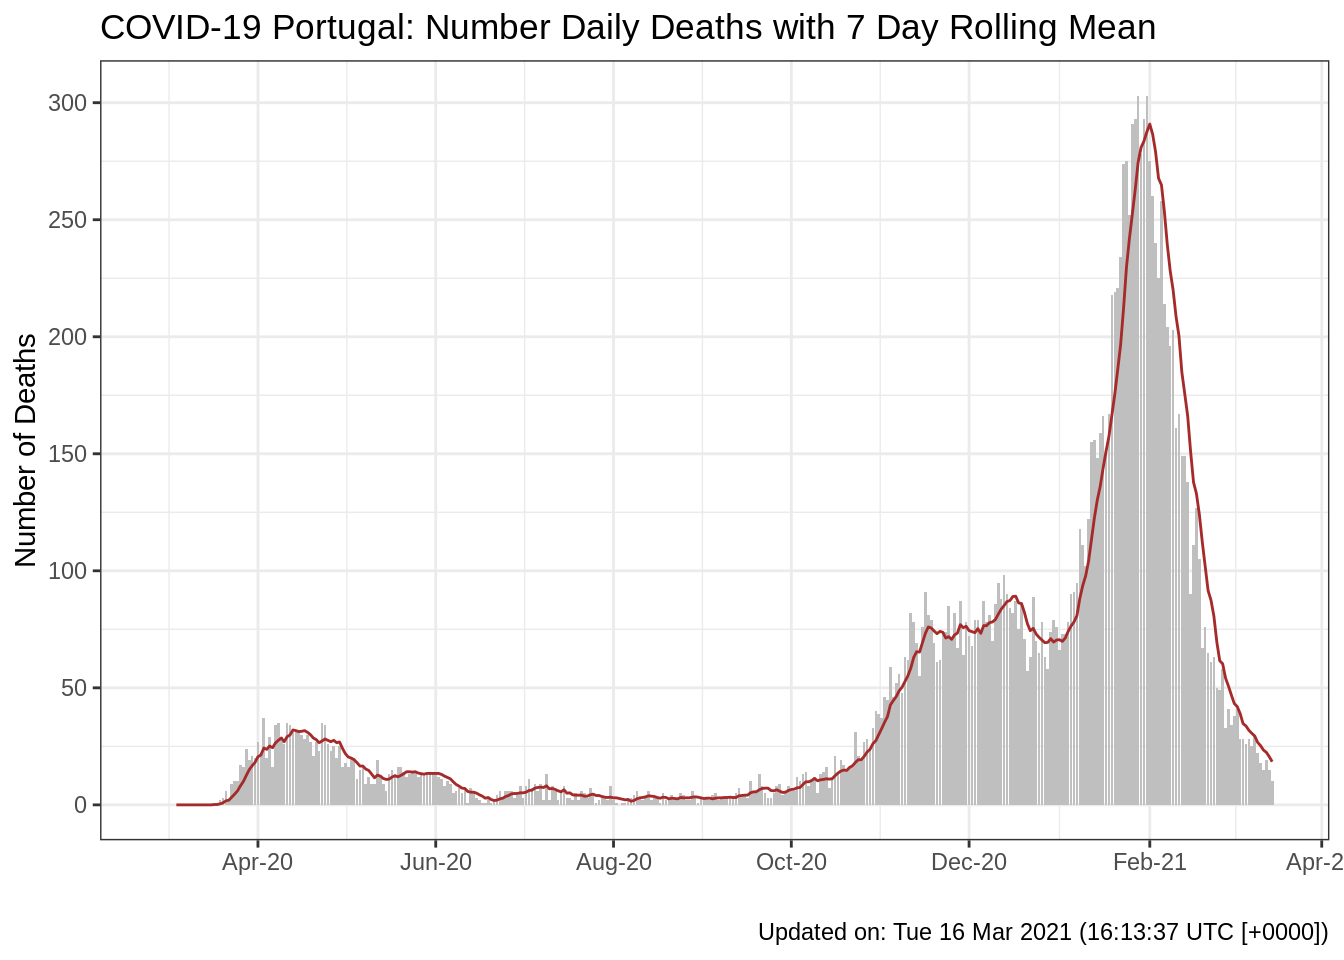 COVID-19 Portugal: Number Daily Deaths with 7 Day Rolling Mean
Number of Deaths
300
250
200
150
100
50
0
Apr-20
Jun-20
Aug-20
Oct-20
Dec-20
Feb-21
Apr-2
Updated on: Tue 16 Mar 2021 (16:13:37 UTC [+0000])